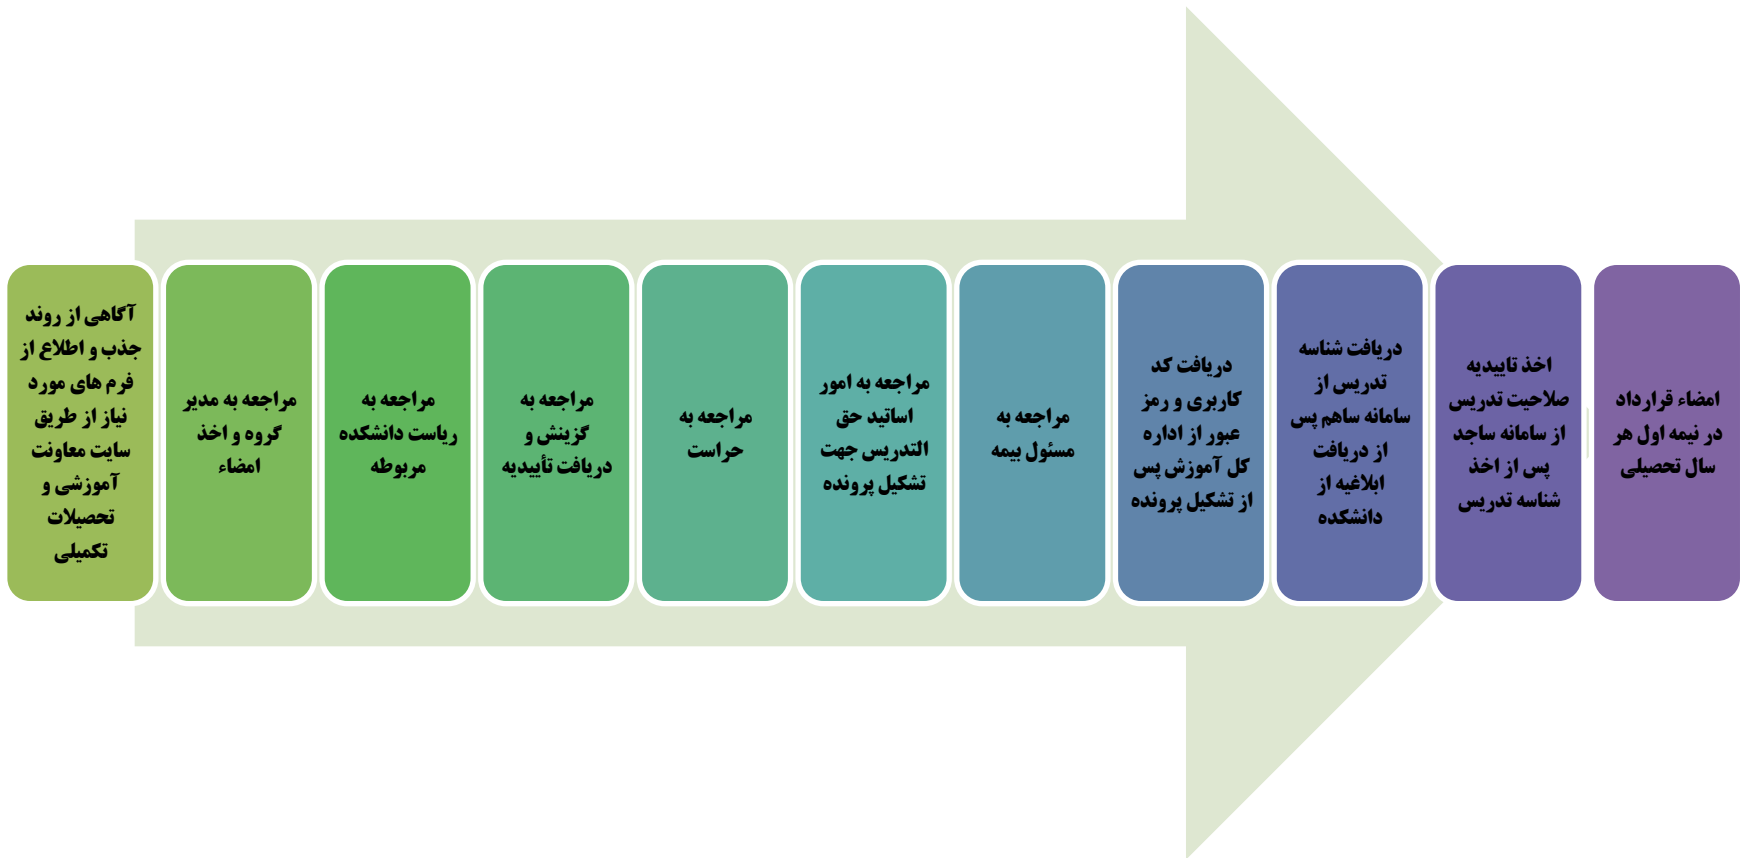 آگاهی از روند
جذب و اطلاع از
فرم های مورد
نیاز از طریق
سایت معاونت
آموزشی و
تحصیلات
تکمیلی
مراجعه به مدیر
گروه و اخذ
امضاء
مراجعه به
ریاست دانشکده
مربوطه
مراجعه به
گزینش و
دریافت تأییدیه
مراجعه به
حراست
مراجعه به امور
اساتید حق
التدریس جهت
تشکیل پرونده
مراجعه به
مسئول بیمه
دریافت کد
کاربری و رمز
عبور از اداره
کل آموزش پس
از تشکیل پرونده
دریافت شناسه
تدریس از
سامانه ساهم پس
از دریافت
ابلاغیه از
دانشکده
اخذ تاییدیه
صلاحیت تدریس
از سامانه ساجد
پس از اخذ
شناسه تدریس
امضاء قرارداد
در نیمه اول هر
سال تحصیلی